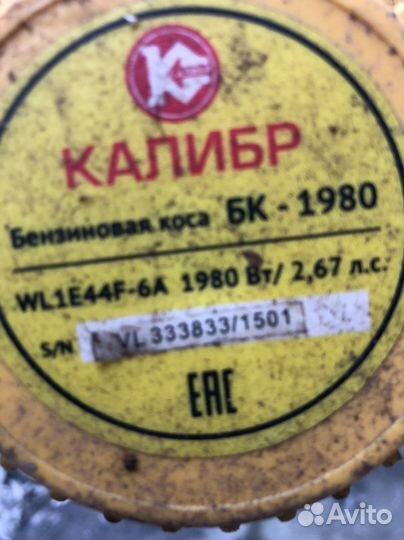 К
КАЛИБР
Бензиновая коса БК - 1980
WL1E44F-6A 1980 Вт/ 2,67 л.с.
S/N VL 333833/1501
EAC
Avito